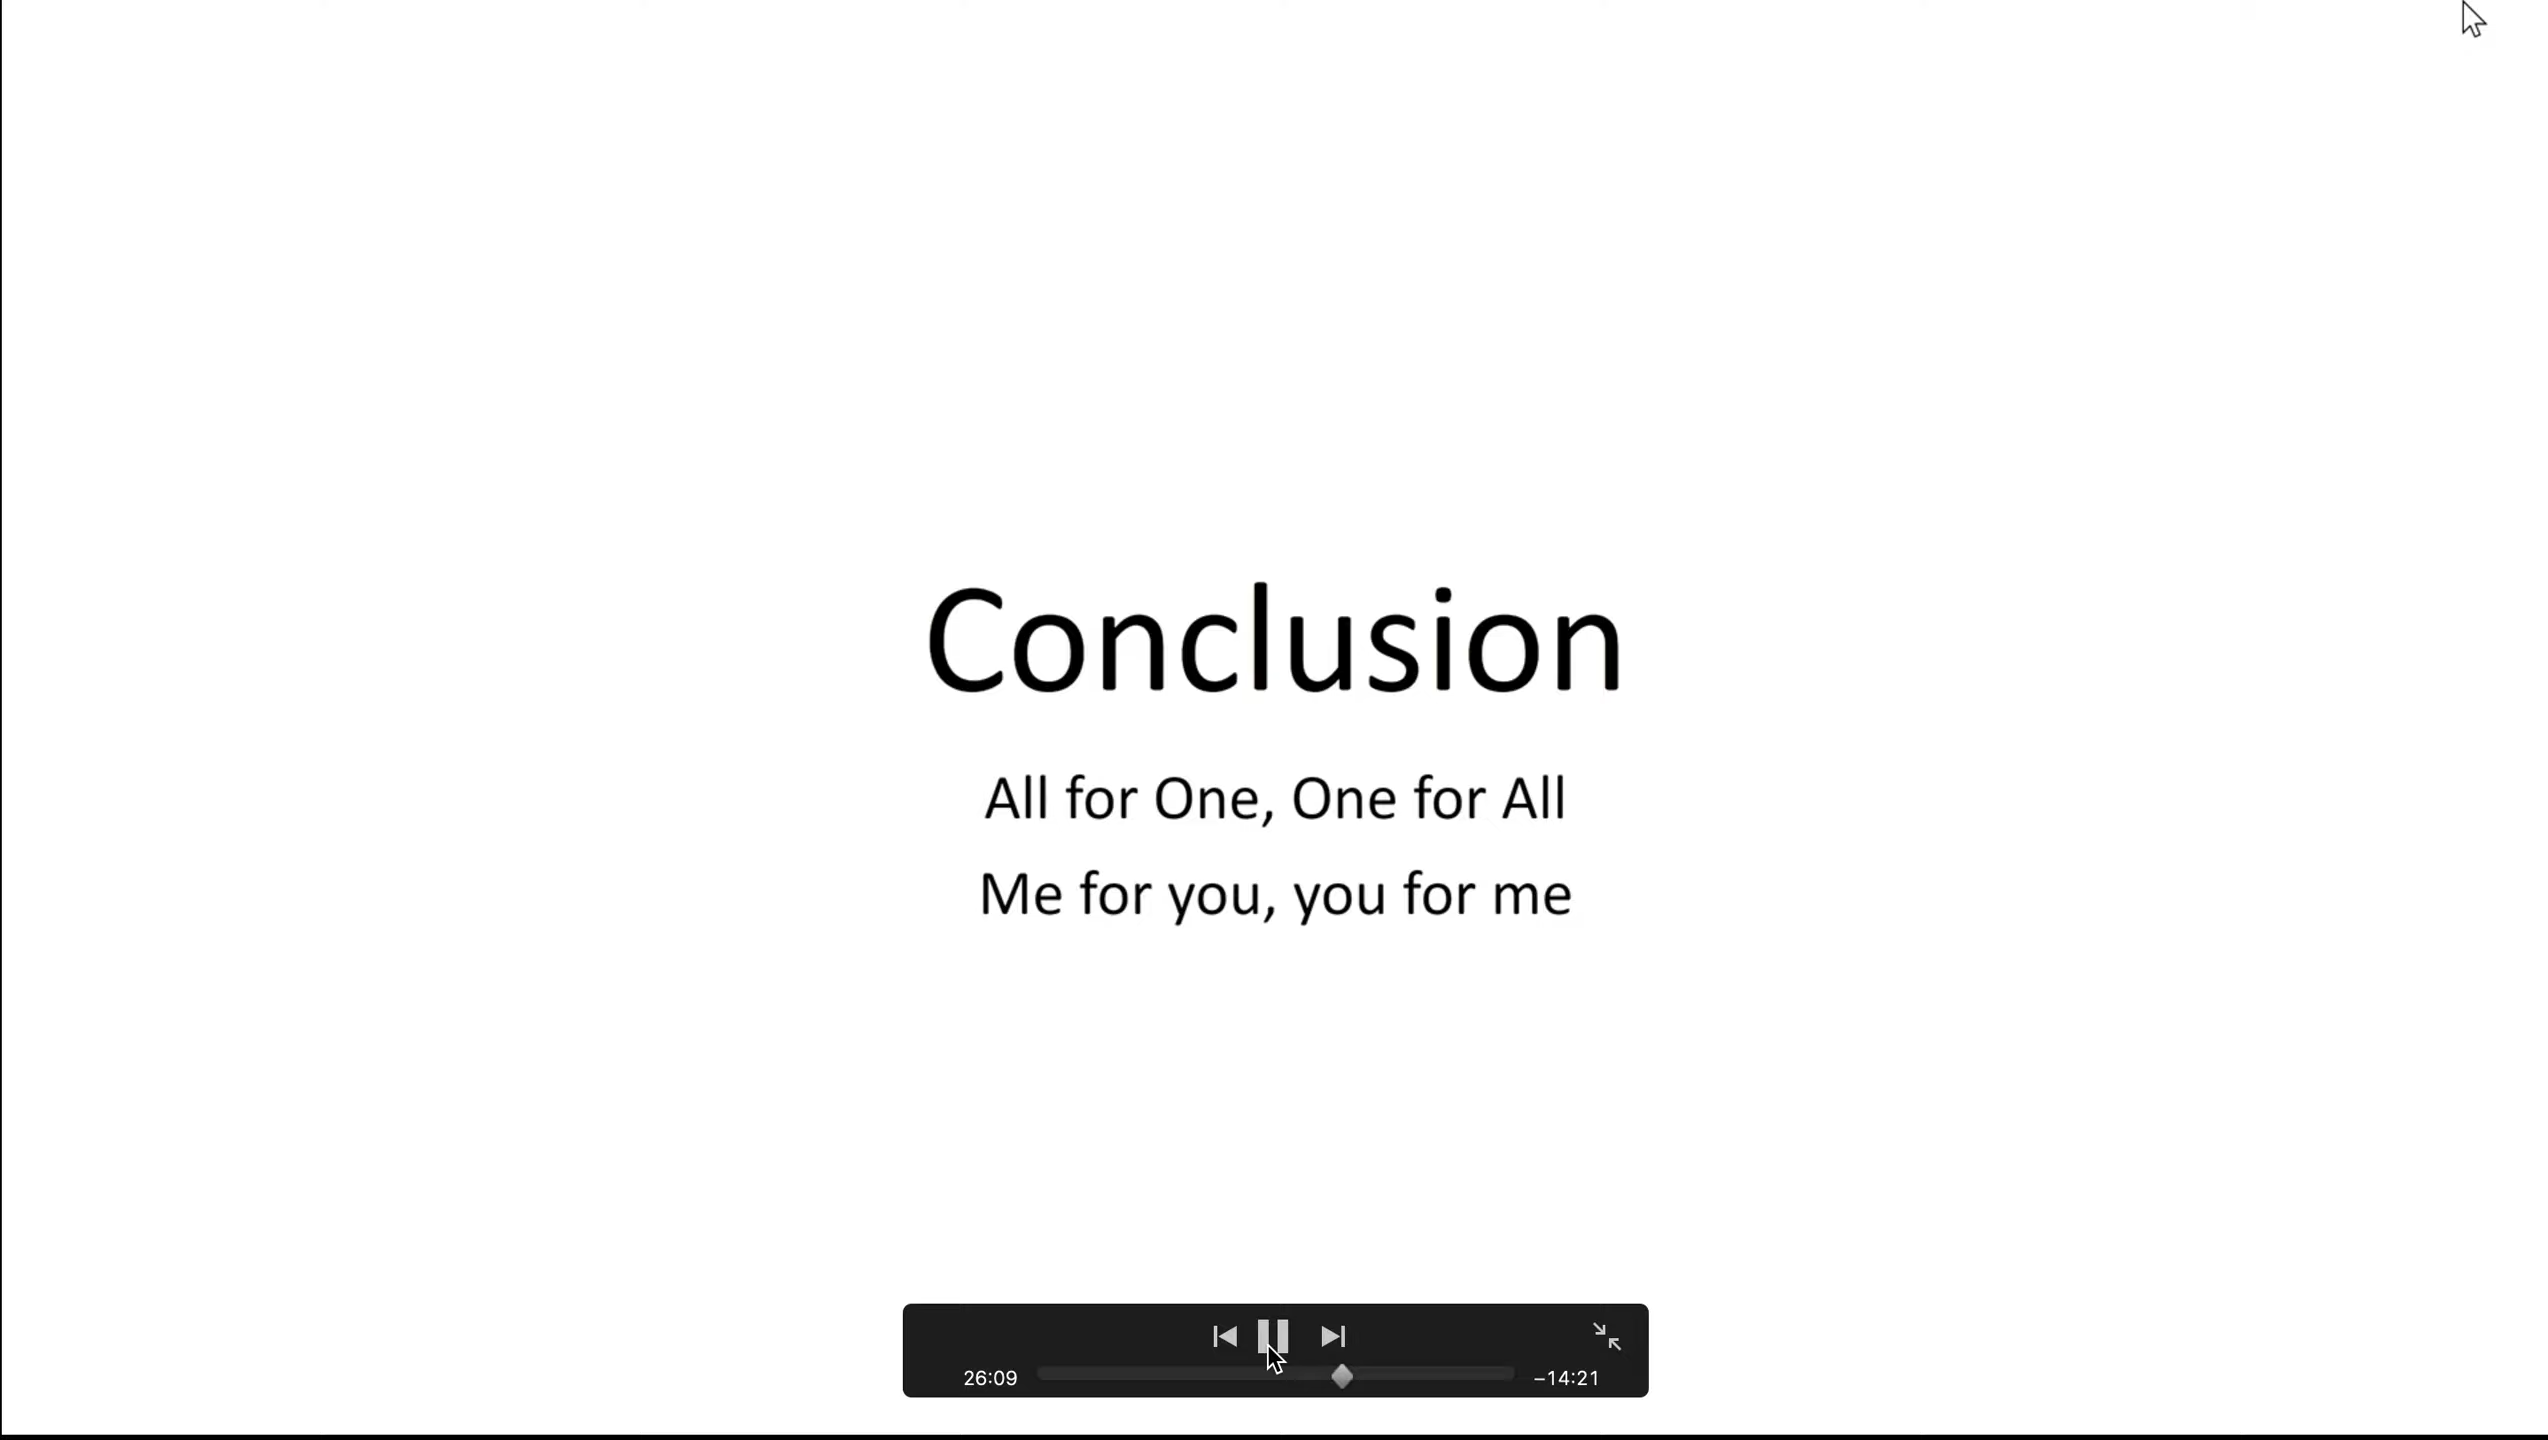 Conclusion
All for One, One for All
Me for you, you for me
26:09
–14:21